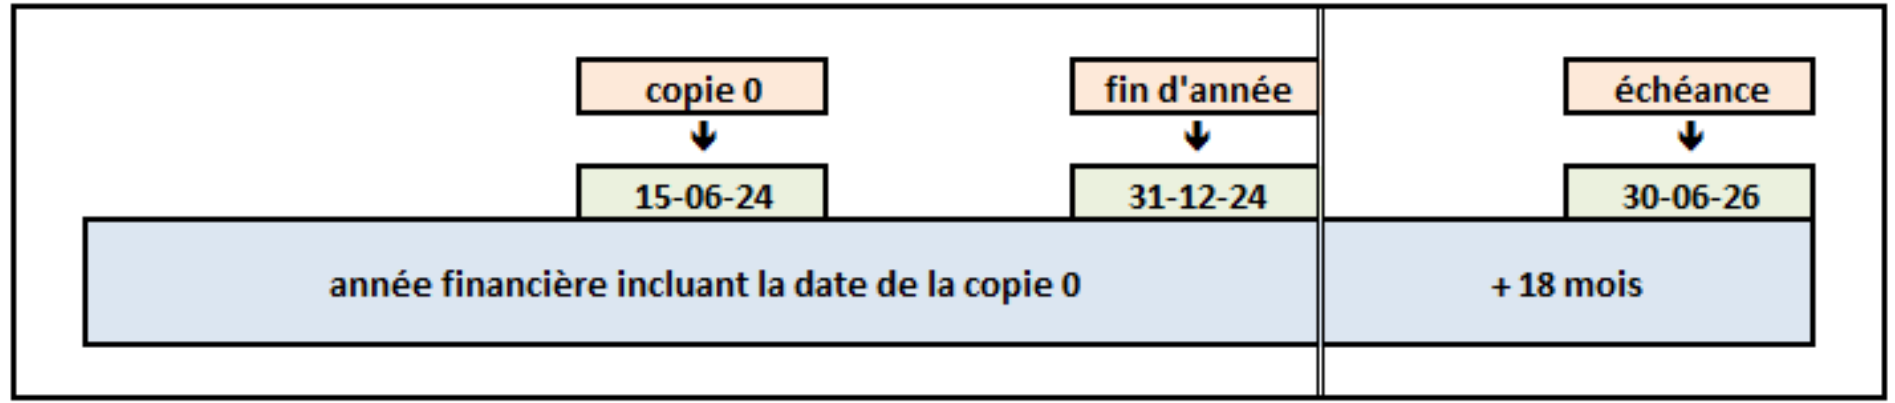 copie 0
fin d'année
échéance
15-06-24
31-12-24
30-06-26
année financière incluant la date de la copie 0
+ 18 mois